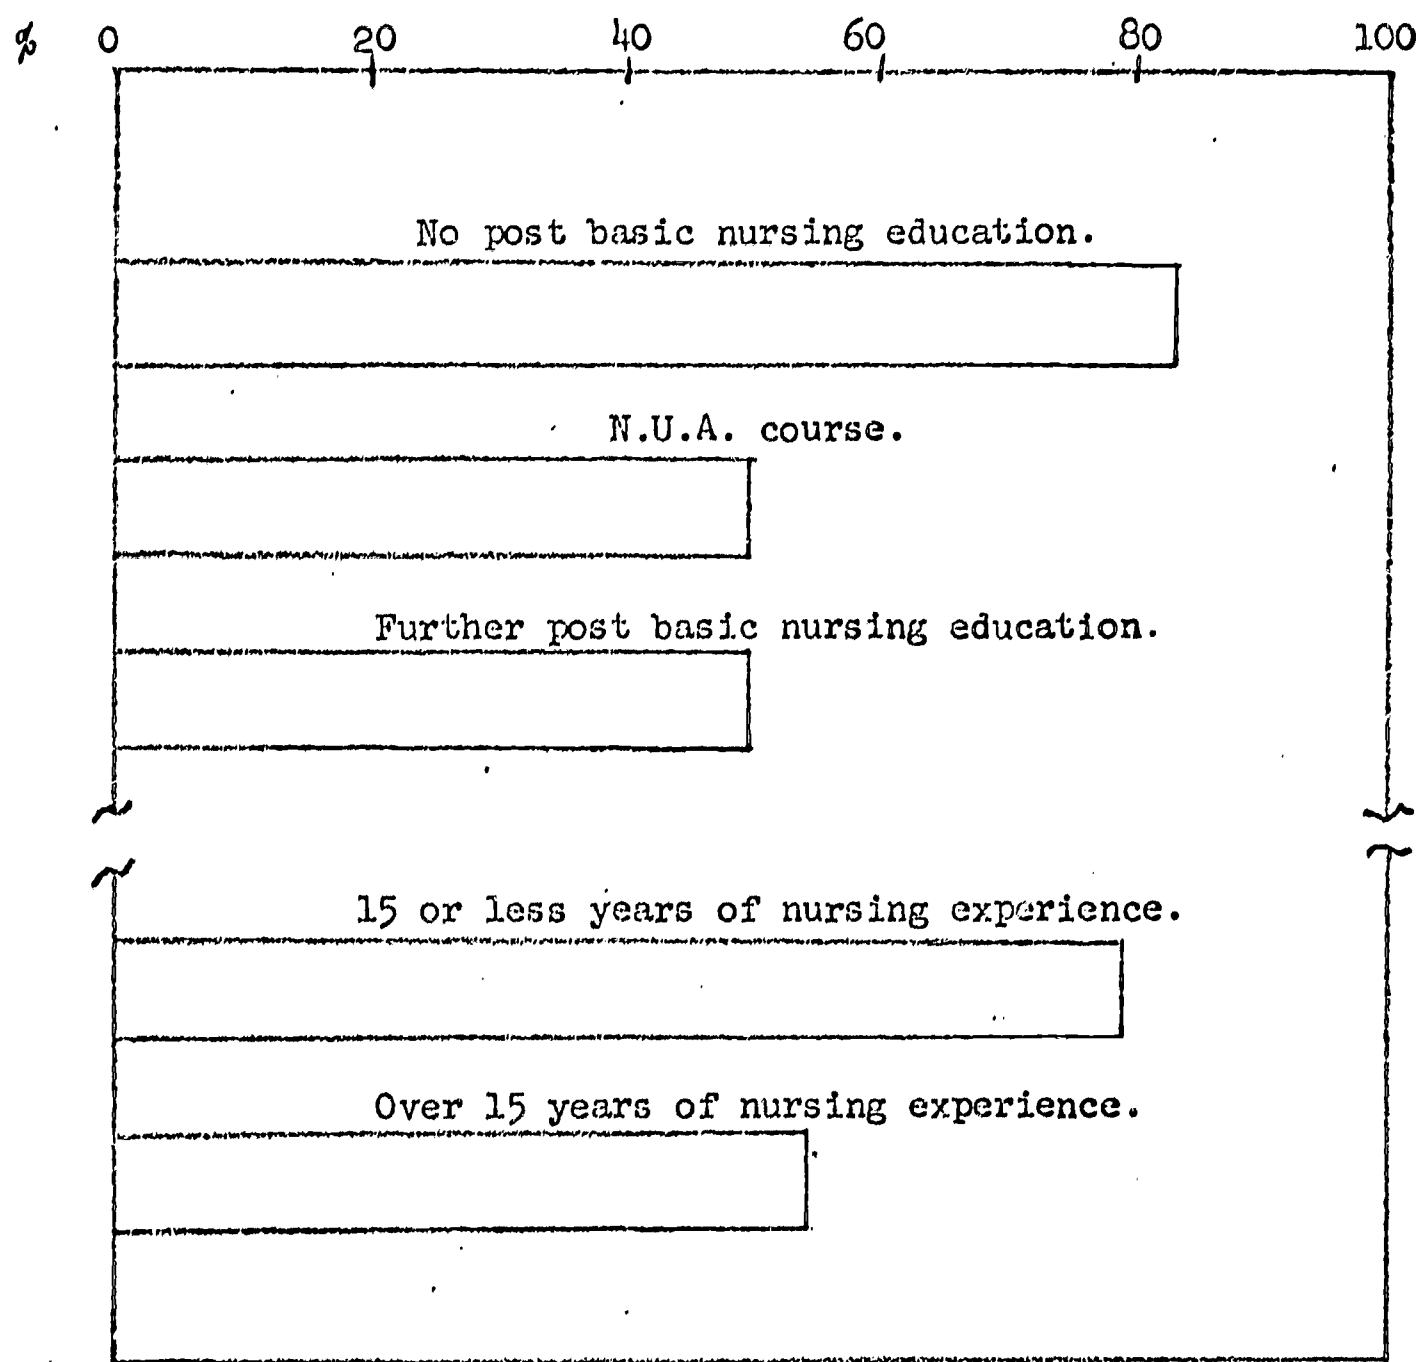 % 0 20 40 60 80 100
No post basic nursing education.
N.U.A. course.
Further post basic nursing education.
15 or less years of nursing experience.
Over 15 years of nursing experience.